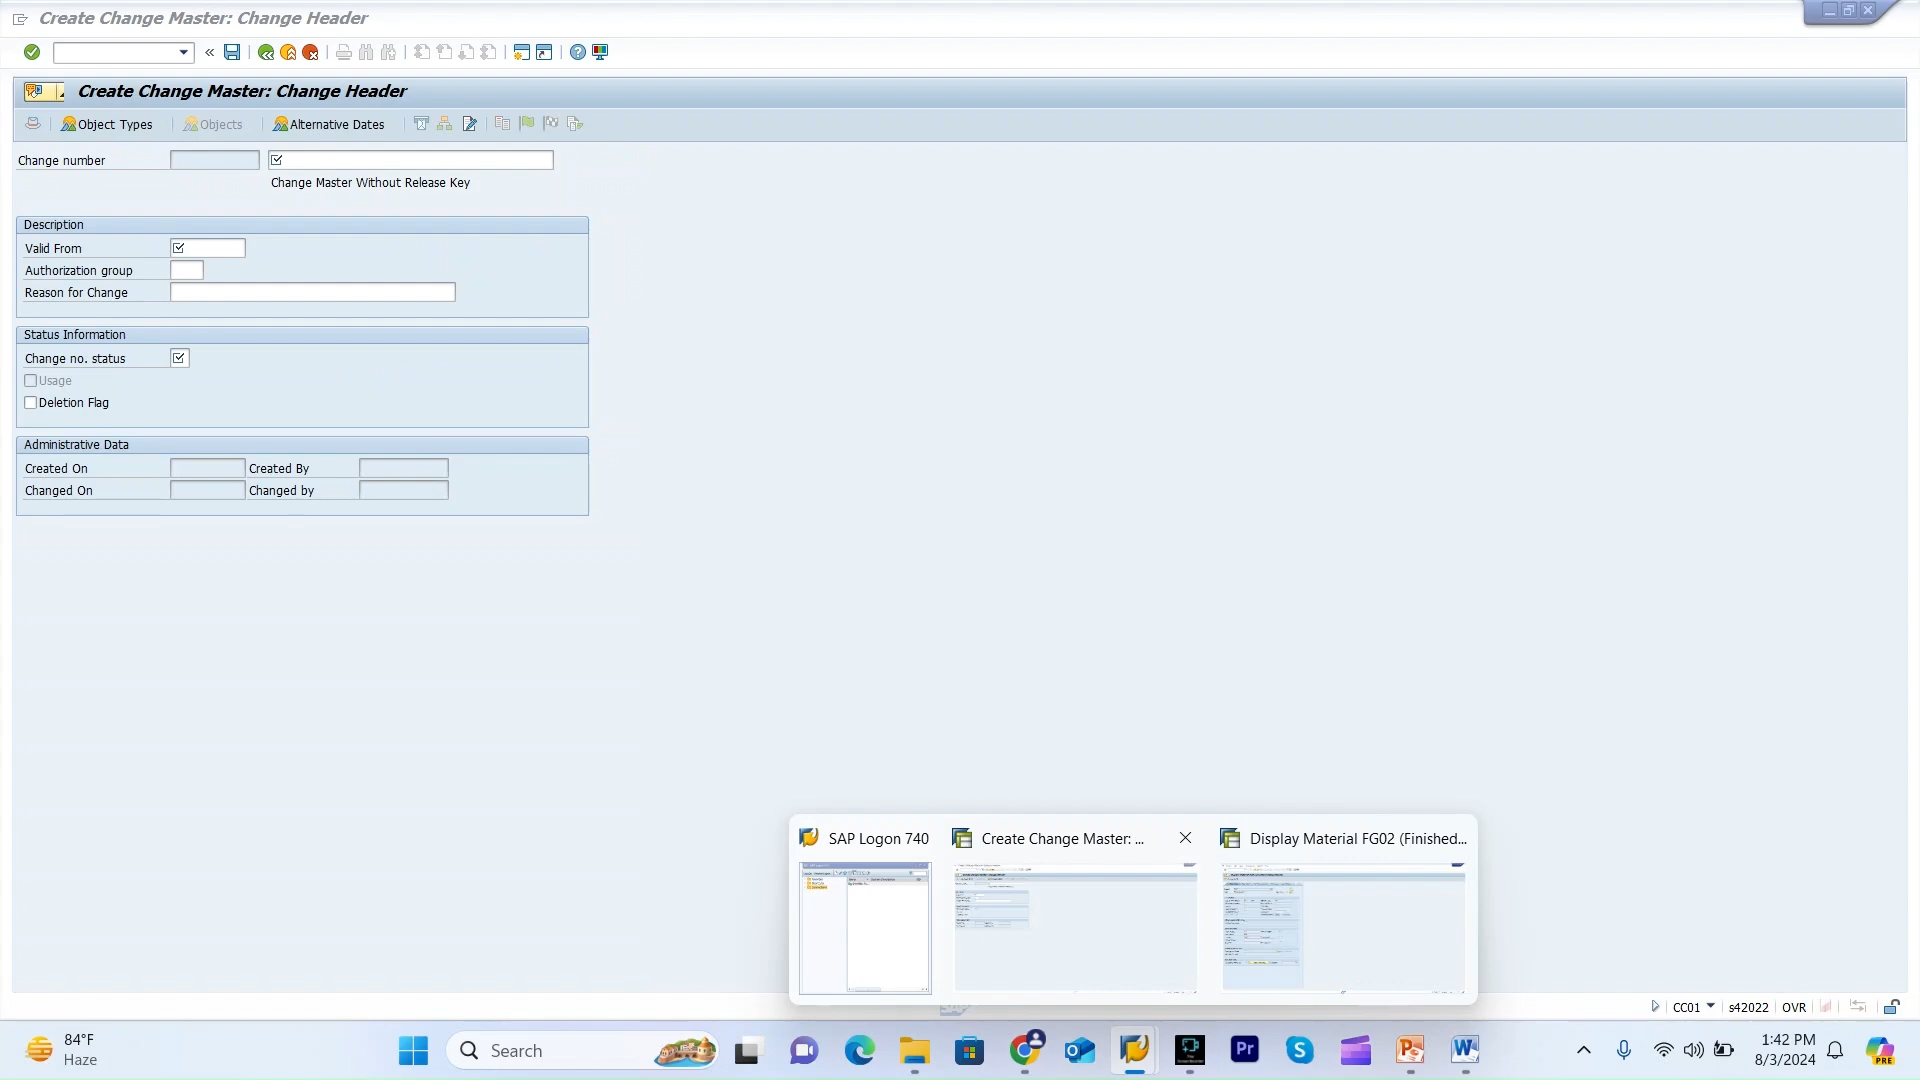 Create Change Master: Change Header
Create Change Master: Change Header
Object Types
Objects
Alternative Dates
Change number
Change Master Without Release Key
Description
Valid From
Authorization group
Reason for Change
Status Information
Change no. status
Usage
Deletion Flag
Administrative Data
Created On
Created By
Changed On
Changed by
SAP Logon 740
Create Change Master: ...
Display Material FG02 (Finished...
CC01
s42022
OVR
84°F
Haze
Search
Pr
1:42 PM
8/3/2024
PRE